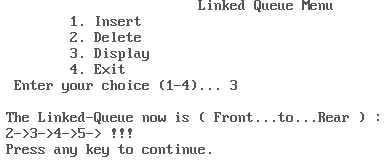 Linked Queue Menu
1. Insert
2. Delete
3. Display
4. Exit
Enter your choice (1-4)... 3
The Linked-Queue now is ( Front...to...Rear ) :
2->3->4->5-> !!!
Press any key to continue.